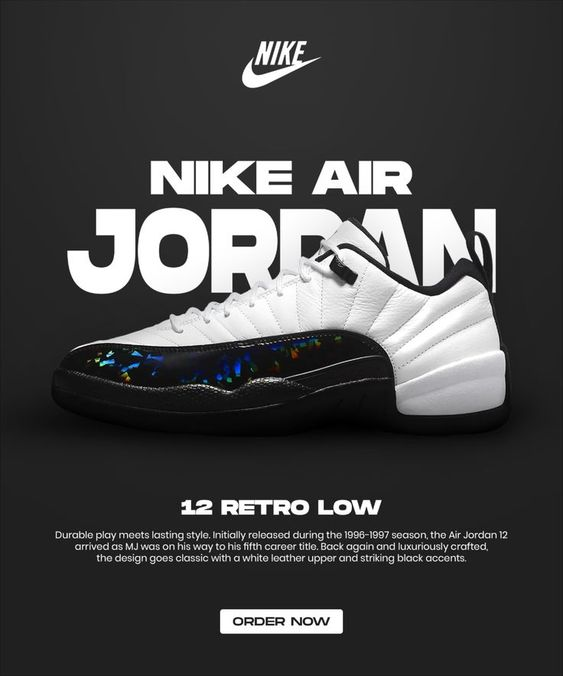 NIKE
NIKE AIR
JORDAN
12 RETRO LOW
Durable play meets lasting style. Initially released during the 1996-1997 season, the Air Jordan 12
arrived as MJ was on his way to his fifth career title. Back again and luxuriously crafted,
the design goes classic with a white leather upper and striking black accents.
ORDER NOW